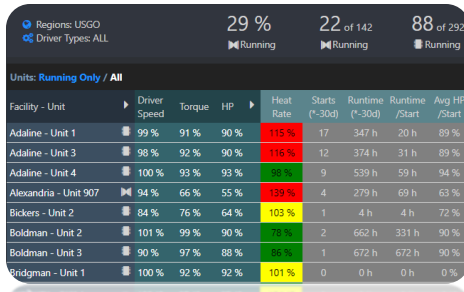 Regions: USGO
Driver Types: ALL
29 %
Running
22 of 142
Running
88 of 292
Running
Units: Running Only / All
Facility - Unit Driver Speed Torque HP Heat Rate Starts (*-30d) Runtime (*-30d) Runtime /Start Avg HP /Start
Adaline - Unit 1 99 % 91 % 90 % 115 % 17 347 h 20 h 89 %
Adaline - Unit 3 98 % 92 % 90 % 116 % 12 374 h 31 h 89 %
Adaline - Unit 4 100 % 93 % 93 % 98 % 9 539 h 59 h 94 %
Alexandria - Unit 907 94 % 66 % 55 % 139 % 4 279 h 69 h 63 %
Bickers - Unit 2 84 % 76 % 64 % 103 % 1 4 h 4 h 72 %
Boldman - Unit 2 101 % 99 % 90 % 78 % 2 662 h 331 h 90 %
Boldman - Unit 3 90 % 97 % 88 % 86 % 1 672 h 672 h 90 %
Bridgman - Unit 1 100 % 92 % 92 % 101 % 0 0 h 0 h 0 %